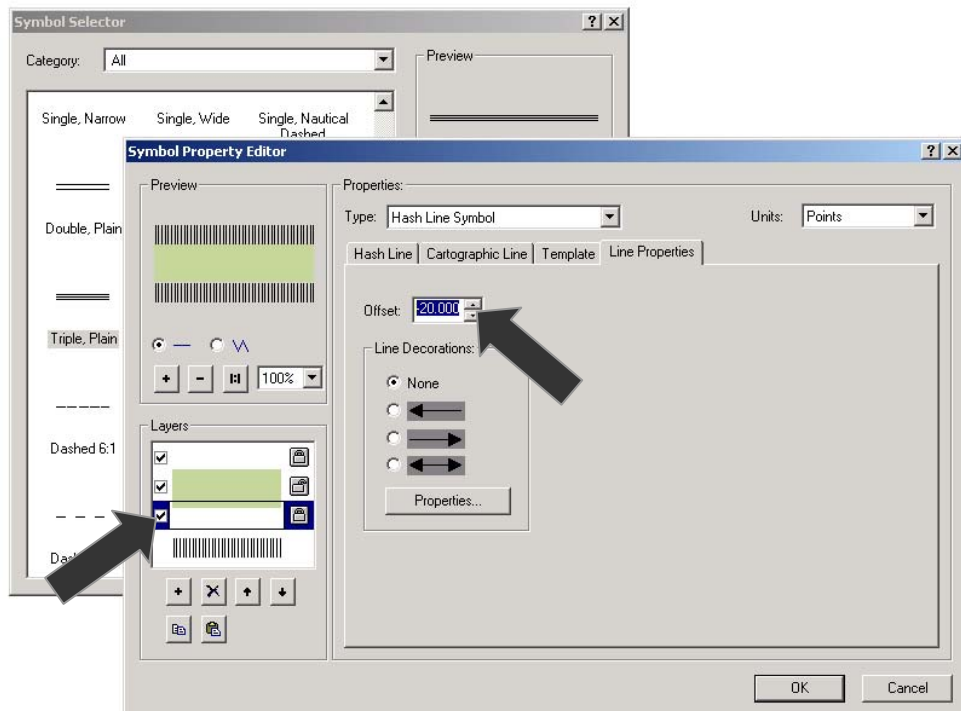 Symbol Selector
Category: All
Preview
Single, Narrow Single, Wide Single, Nautical
Dashed
Double, Plain
Triple, Plain
Dashed 6:1
Symbol Property Editor
Preview
100%
Layers
Properties:
Type: Hash Line Symbol
Units: Points
Hash Line Cartographic Line Template Line Properties
Offset: -20.000
Line Decorations:
None
Properties...
OK Cancel